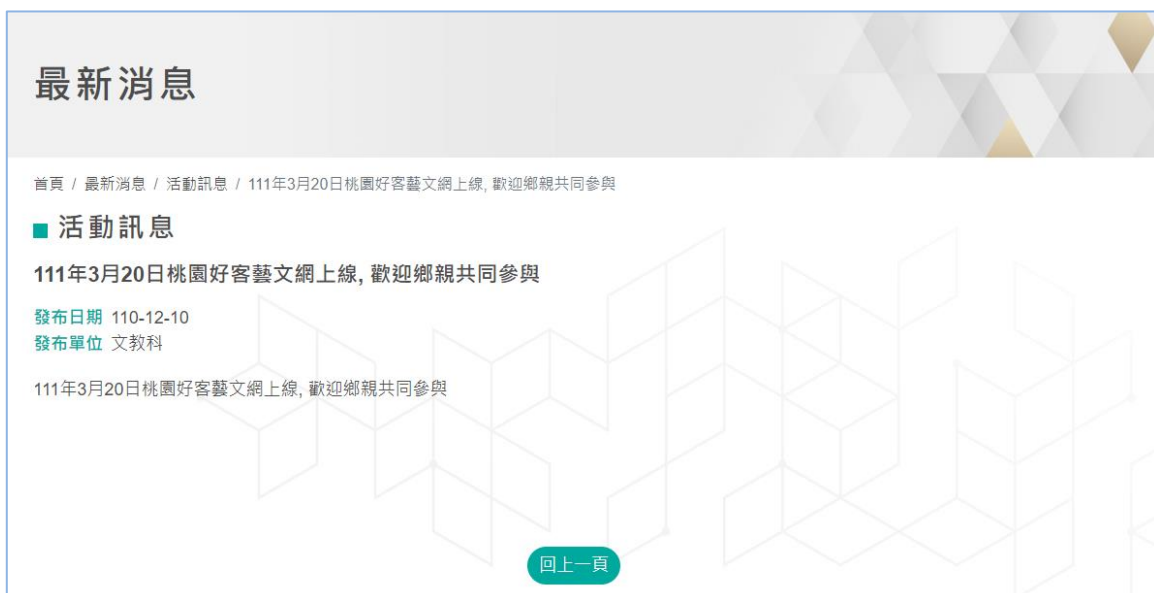 最新消息
首頁 / 最新消息 / 活動訊息 / 111年3月20日桃園好客藝文網上線, 歡迎鄉親共同參與
活動訊息
111年3月20日桃園好客藝文網上線, 歡迎鄉親共同參與
發布日期 110-12-10
發布單位 文教科
111年3月20日桃園好客藝文網上線, 歡迎鄉親共同參與
回上一頁